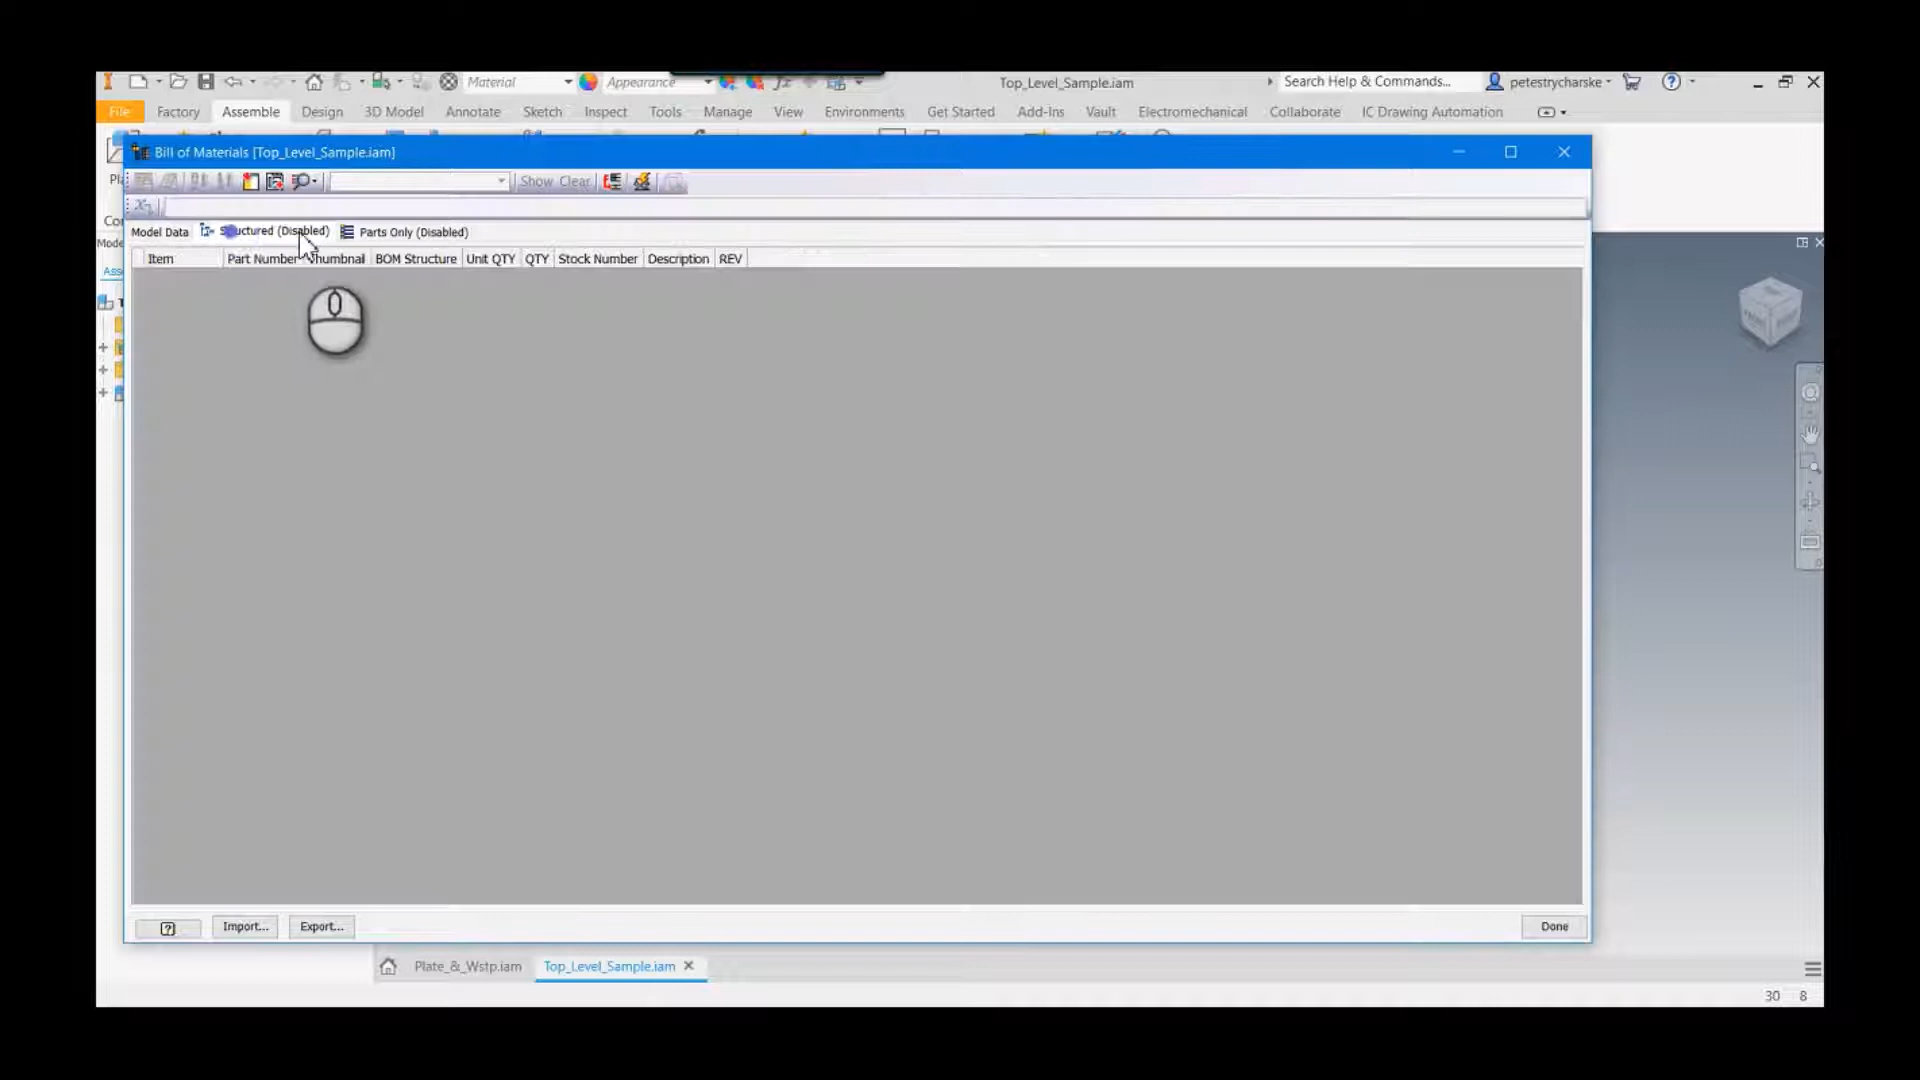 Material Appearance Top_Level_Sample.iam Search Help & Commands... petestrycharske
File Factory Assemble Design 3D Model Annotate Sketch Inspect Tools Manage View Environments Get Started Add-Ins Vault Electromechanical Collaborate IC Drawing Automation
Bill of Materials [Top_Level_Sample.iam]
Show Clear
Model Data Structured (Disabled) Parts Only (Disabled)
Item Part Number Thumbnail BOM Structure Unit QTY QTY Stock Number Description REV
Import... Export... Done
Plate_&_Wstp.iam Top_Level_Sample.iam
30 8